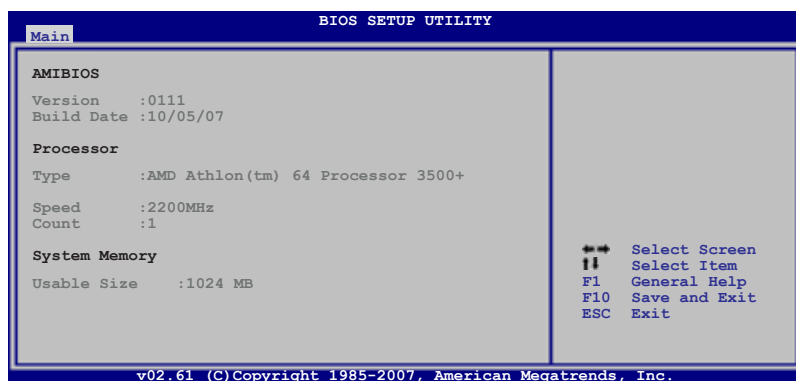 BIOS SETUP UTILITY
Main
AMIBIOS
Version :0111
Build Date :10/05/07
Processor
Type :AMD Athlon(tm) 64 Processor 3500+
Speed :2200MHz
Count :1
System Memory
Usable Size :1024 MB
Select Screen
Select Item
F1 General Help
F10 Save and Exit
ESC Exit
v02.61 (C)Copyright 1985-2007, American Megatrends, Inc.